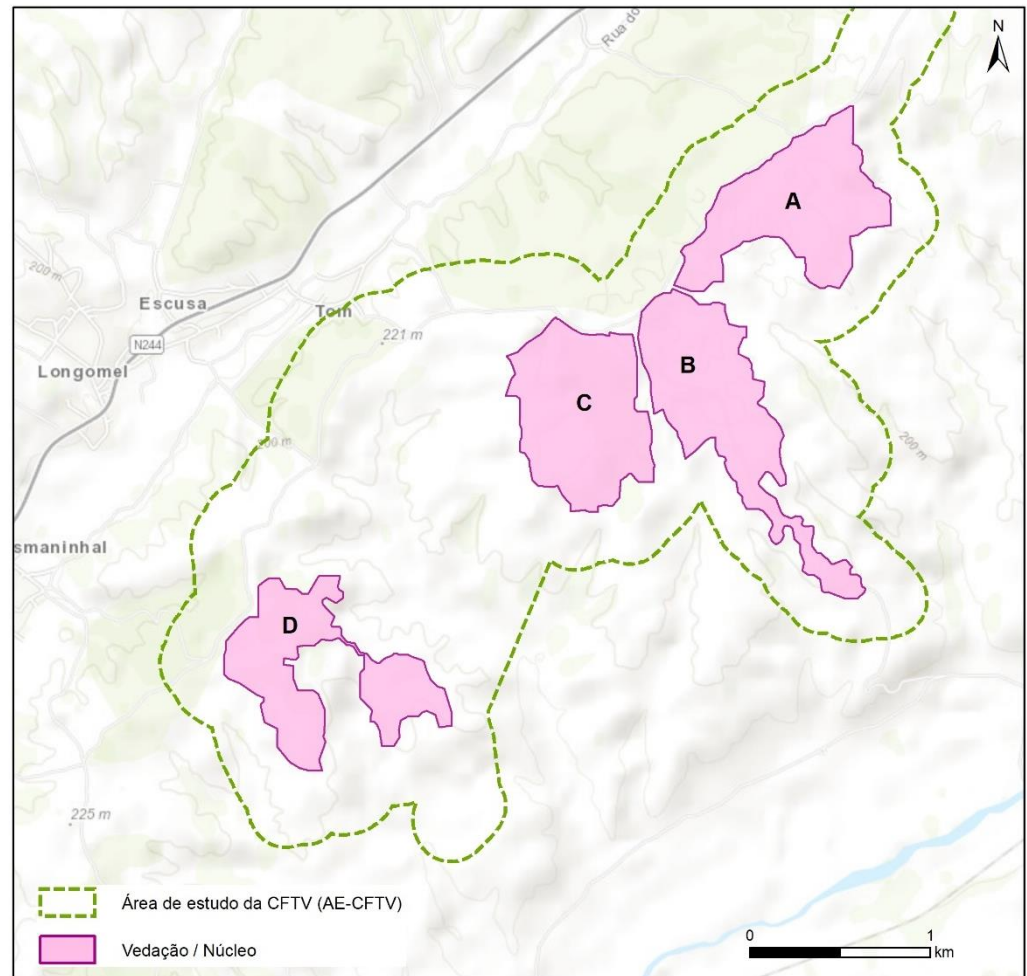 N
Rua do
A
Escusa
Tom
221 m
200 m
N244
B
Longomel
C
200 m
200 m
smaninhal
D
225 m
Área de estudo da CFTV (AE-CFTV)
Vedação / Núcleo
0 1
km